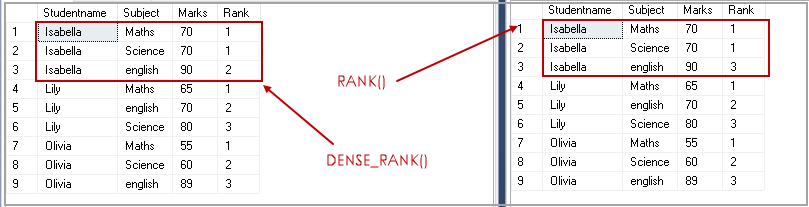 Studentname Subject Marks Rank
1 Isabella Maths 70 1
2 Isabella Science 70 1
3 Isabella english 90 2
4 Lily Maths 65 1
5 Lily english 70 2
6 Lily Science 80 3
7 Olivia Maths 55 1
8 Olivia Science 60 2
9 Olivia english 89 3
RANK()
DENSE_RANK()
Studentname Subject Marks Rank
1 Isabella Maths 70 1
2 Isabella Science 70 1
3 Isabella english 90 3
4 Lily Maths 65 1
5 Lily english 70 2
6 Lily Science 80 3
7 Olivia Maths 55 1
8 Olivia Science 60 2
9 Olivia english 89 3